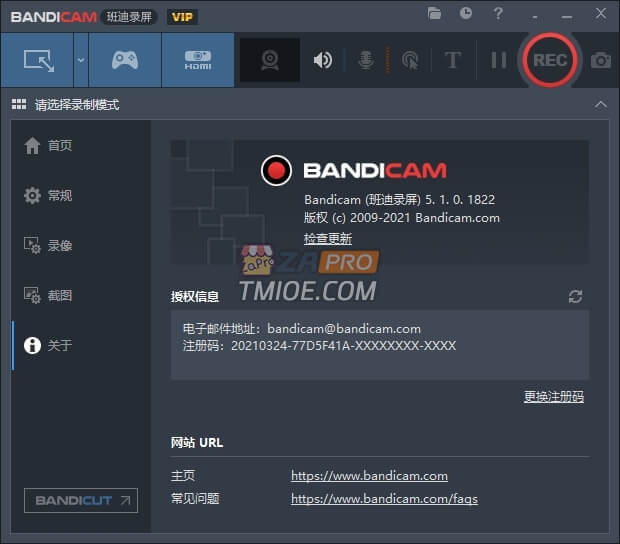 BANDICAM 班迪录屏 VIP
HDMI T REC
请选择录制模式
首页
常规
录像
截图
关于
BANDICUT
BANDICAM
Bandicam (班迪录屏) 5. 1. 0. 1822
版权 (c) 2009-2021 Bandicam.com
检查更新
ZAPRO
TMIOE.COM
授权信息
电子邮件地址：bandicam@bandicam.com
注册码：20210324-77D5F41A-XXXXXXXX-XXXX
更换注册码
网站 URL
主页 https://www.bandicam.com
常见问题 https://www.bandicam.com/faqs